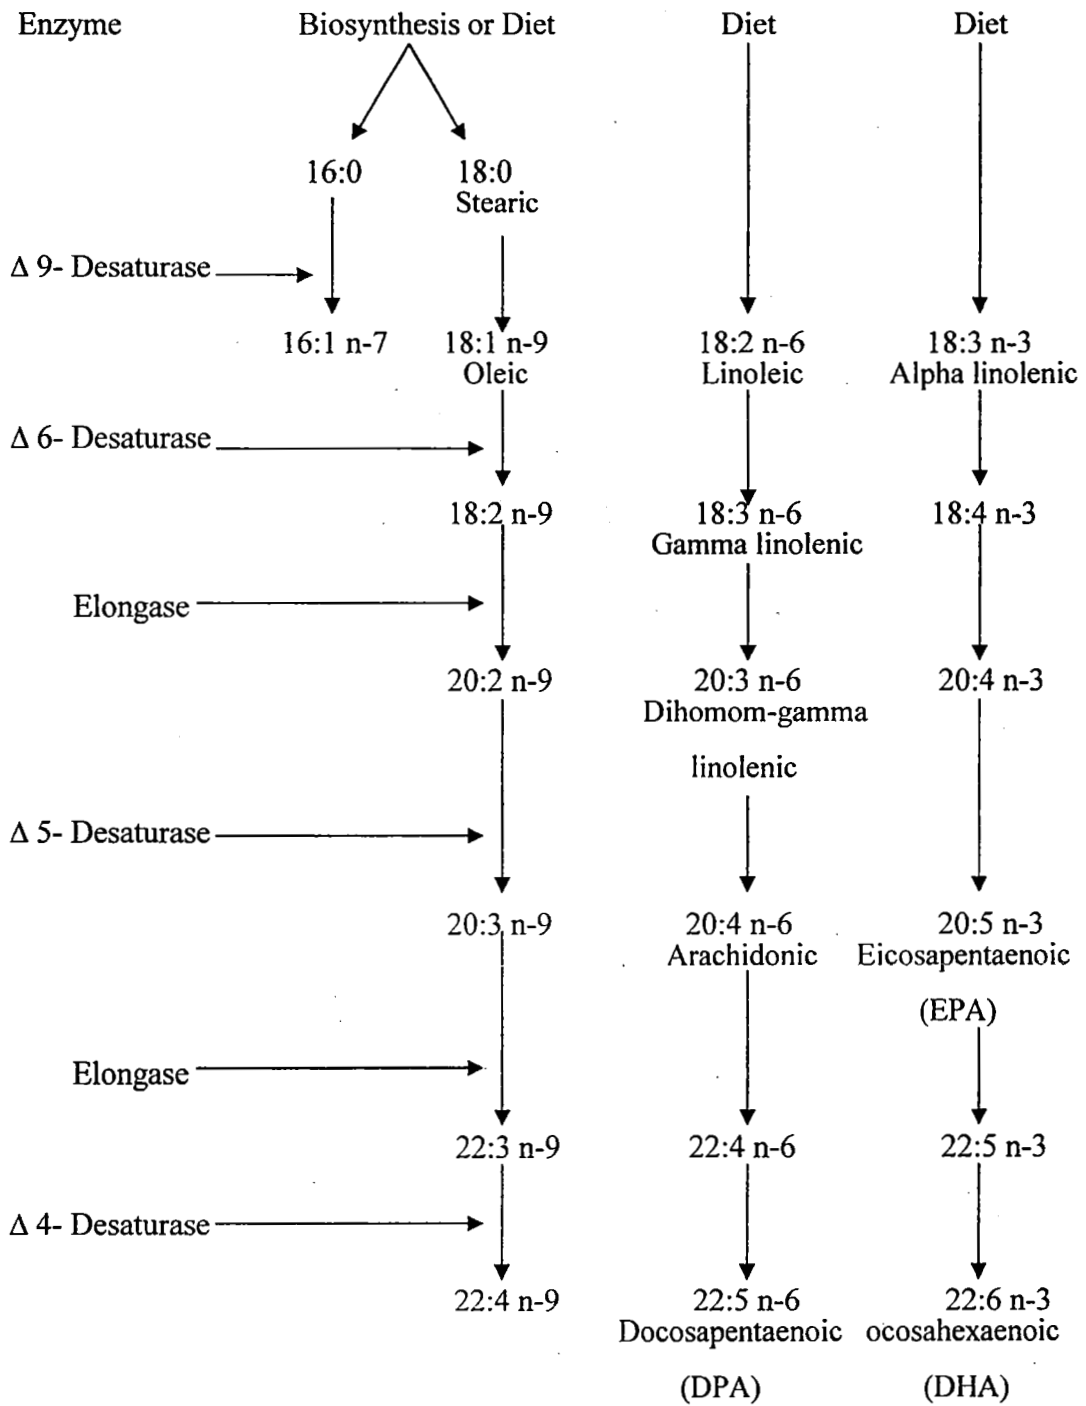 Enzyme Biosynthesis or Diet Diet Diet
16:0 18:0
Stearic
Δ 9- Desaturase
16:1 n-7 18:1 n-9 18:2 n-6 18:3 n-3
Oleic Linoleic Alpha linolenic
Δ 6- Desaturase
18:2 n-9 18:3 n-6 18:4 n-3
Gamma linolenic
Elongase
20:2 n-9 20:3 n-6 20:4 n-3
Dihomom-gamma
linolenic
Δ 5- Desaturase
20:3 n-9 20:4 n-6 20:5 n-3
Arachidonic Eicosapentaenoic
(EPA)
Elongase
22:3 n-9 22:4 n-6 22:5 n-3
Δ 4- Desaturase
22:4 n-9 22:5 n-6 22:6 n-3
Docosapentaenoic ocosahexaenoic
(DPA) (DHA)